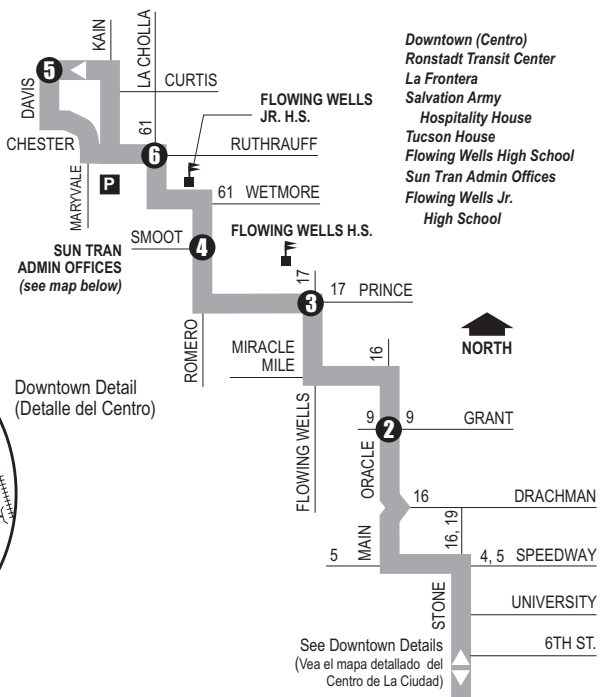 KAIN
LA CHOLLA
5
CURTIS
DAVIS
FLOWING WELLS
JR. H.S.
CHESTER
61
6
RUTHRAUFF
MARYVALE
P
61 WETMORE
SMOOT
4
FLOWING WELLS H.S.
SUN TRAN
ADMIN OFFICES
(see map below)
17
3
17 PRINCE
ROMERO
MIRACLE
MILE
16
NORTH
Downtown Detail
(Detalle del Centro)
FLOWING WELLS
9
2
9
GRANT
ORACLE
16
DRACHMAN
16, 19
MAIN
5
4, 5 SPEEDWAY
STONE
UNIVERSITY
6TH ST.
See Downtown Details
(Vea el mapa detallado del
Centro de La Ciudad)
Downtown (Centro)
Ronstadt Transit Center
La Frontera
Salvation Army
Hospitality House
Tucson House
Flowing Wells High School
Sun Tran Admin Offices
Flowing Wells Jr.
High School